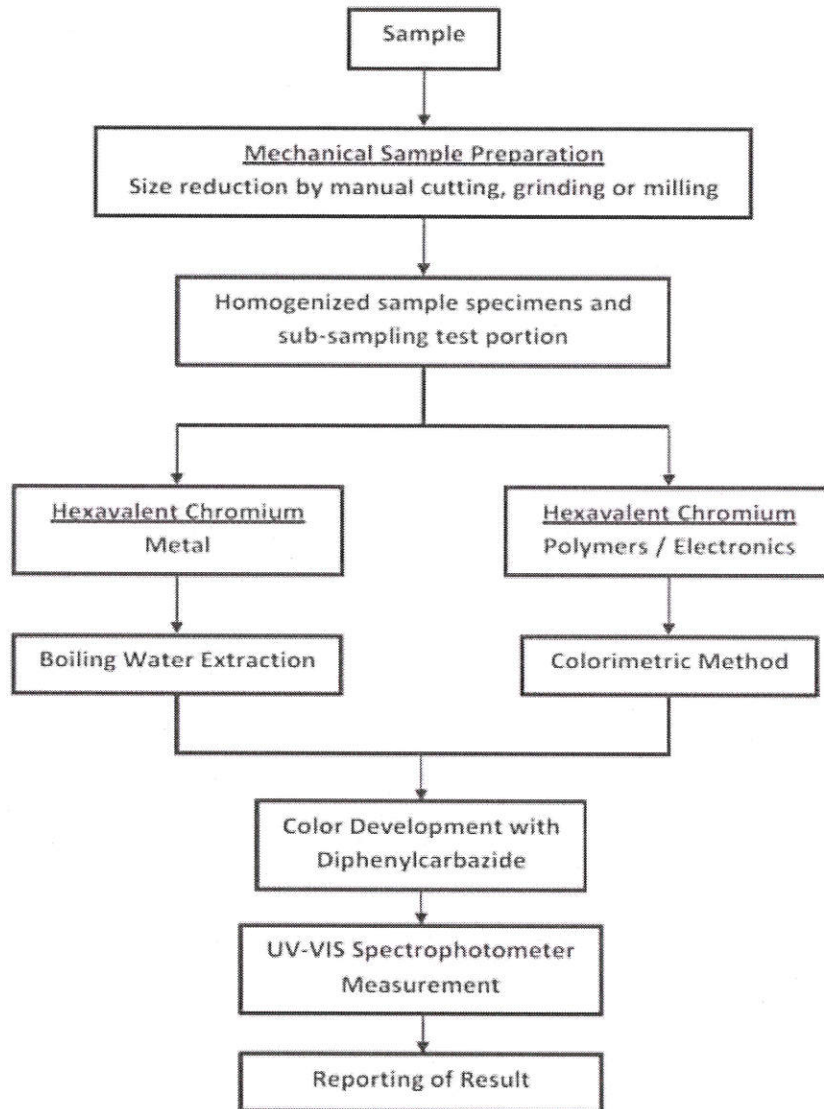 Sample
Mechanical Sample Preparation
Size reduction by manual cutting, grinding or milling
Homogenized sample specimens and
sub-sampling test portion
Hexavalent Chromium
Metal
Hexavalent Chromium
Polymers / Electronics
Boiling Water Extraction
Colorimetric Method
Color Development with
Diphenylcarbazide
UV-VIS Spectrophotometer
Measurement
Reporting of Result